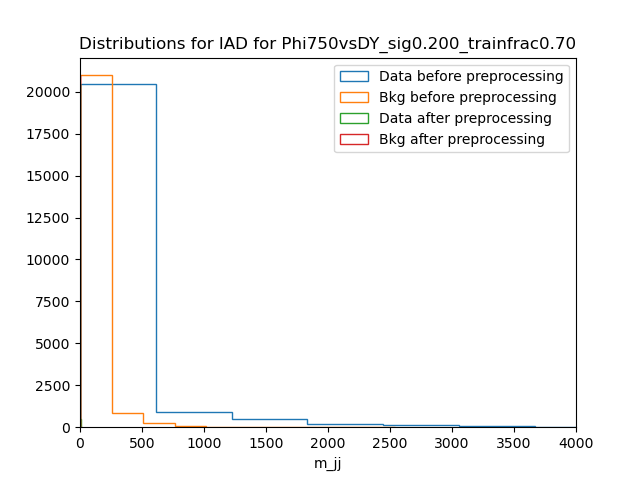 Distributions for IAD for Phi750vsDY_sig0.200_trainfrac0.70
Data before preprocessing
Bkg before preprocessing
Data after preprocessing
Bkg after preprocessing
20000
17500
15000
12500
10000
7500
5000
2500
0
0 500 1000 1500 2000 2500 3000 3500 4000
m_jj